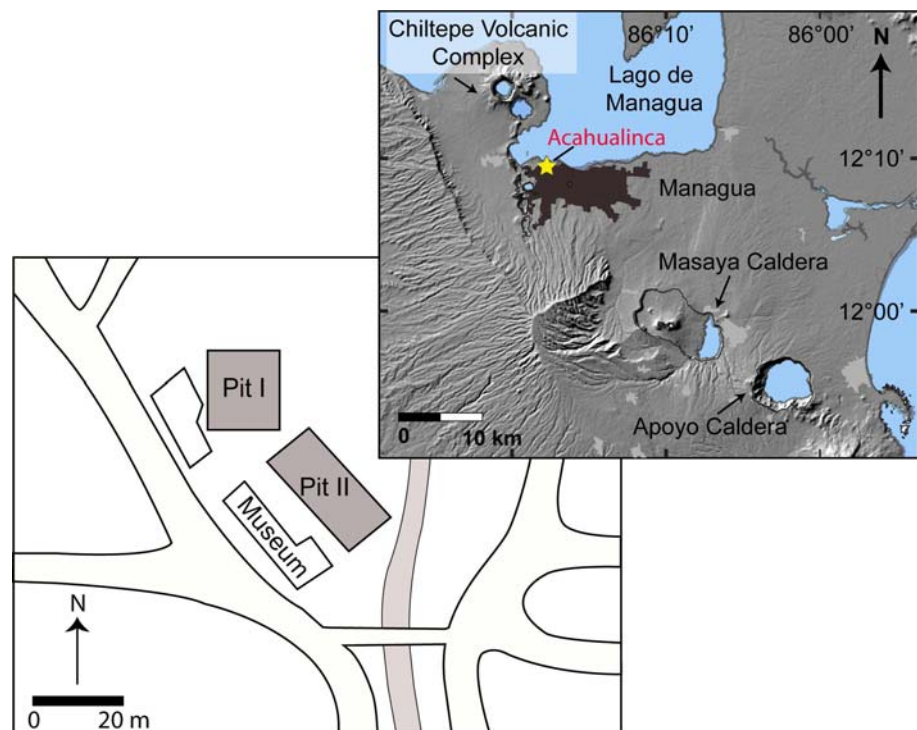 Chiltepe Volcanic
Complex
86°10'
86°00'
N
Lago de
Managua
Acahualinca
12°10'
Managua
Masaya Caldera
12°00'
Apoyo Caldera
0
10 km
Pit I
Pit II
Museum
N
0
20 m